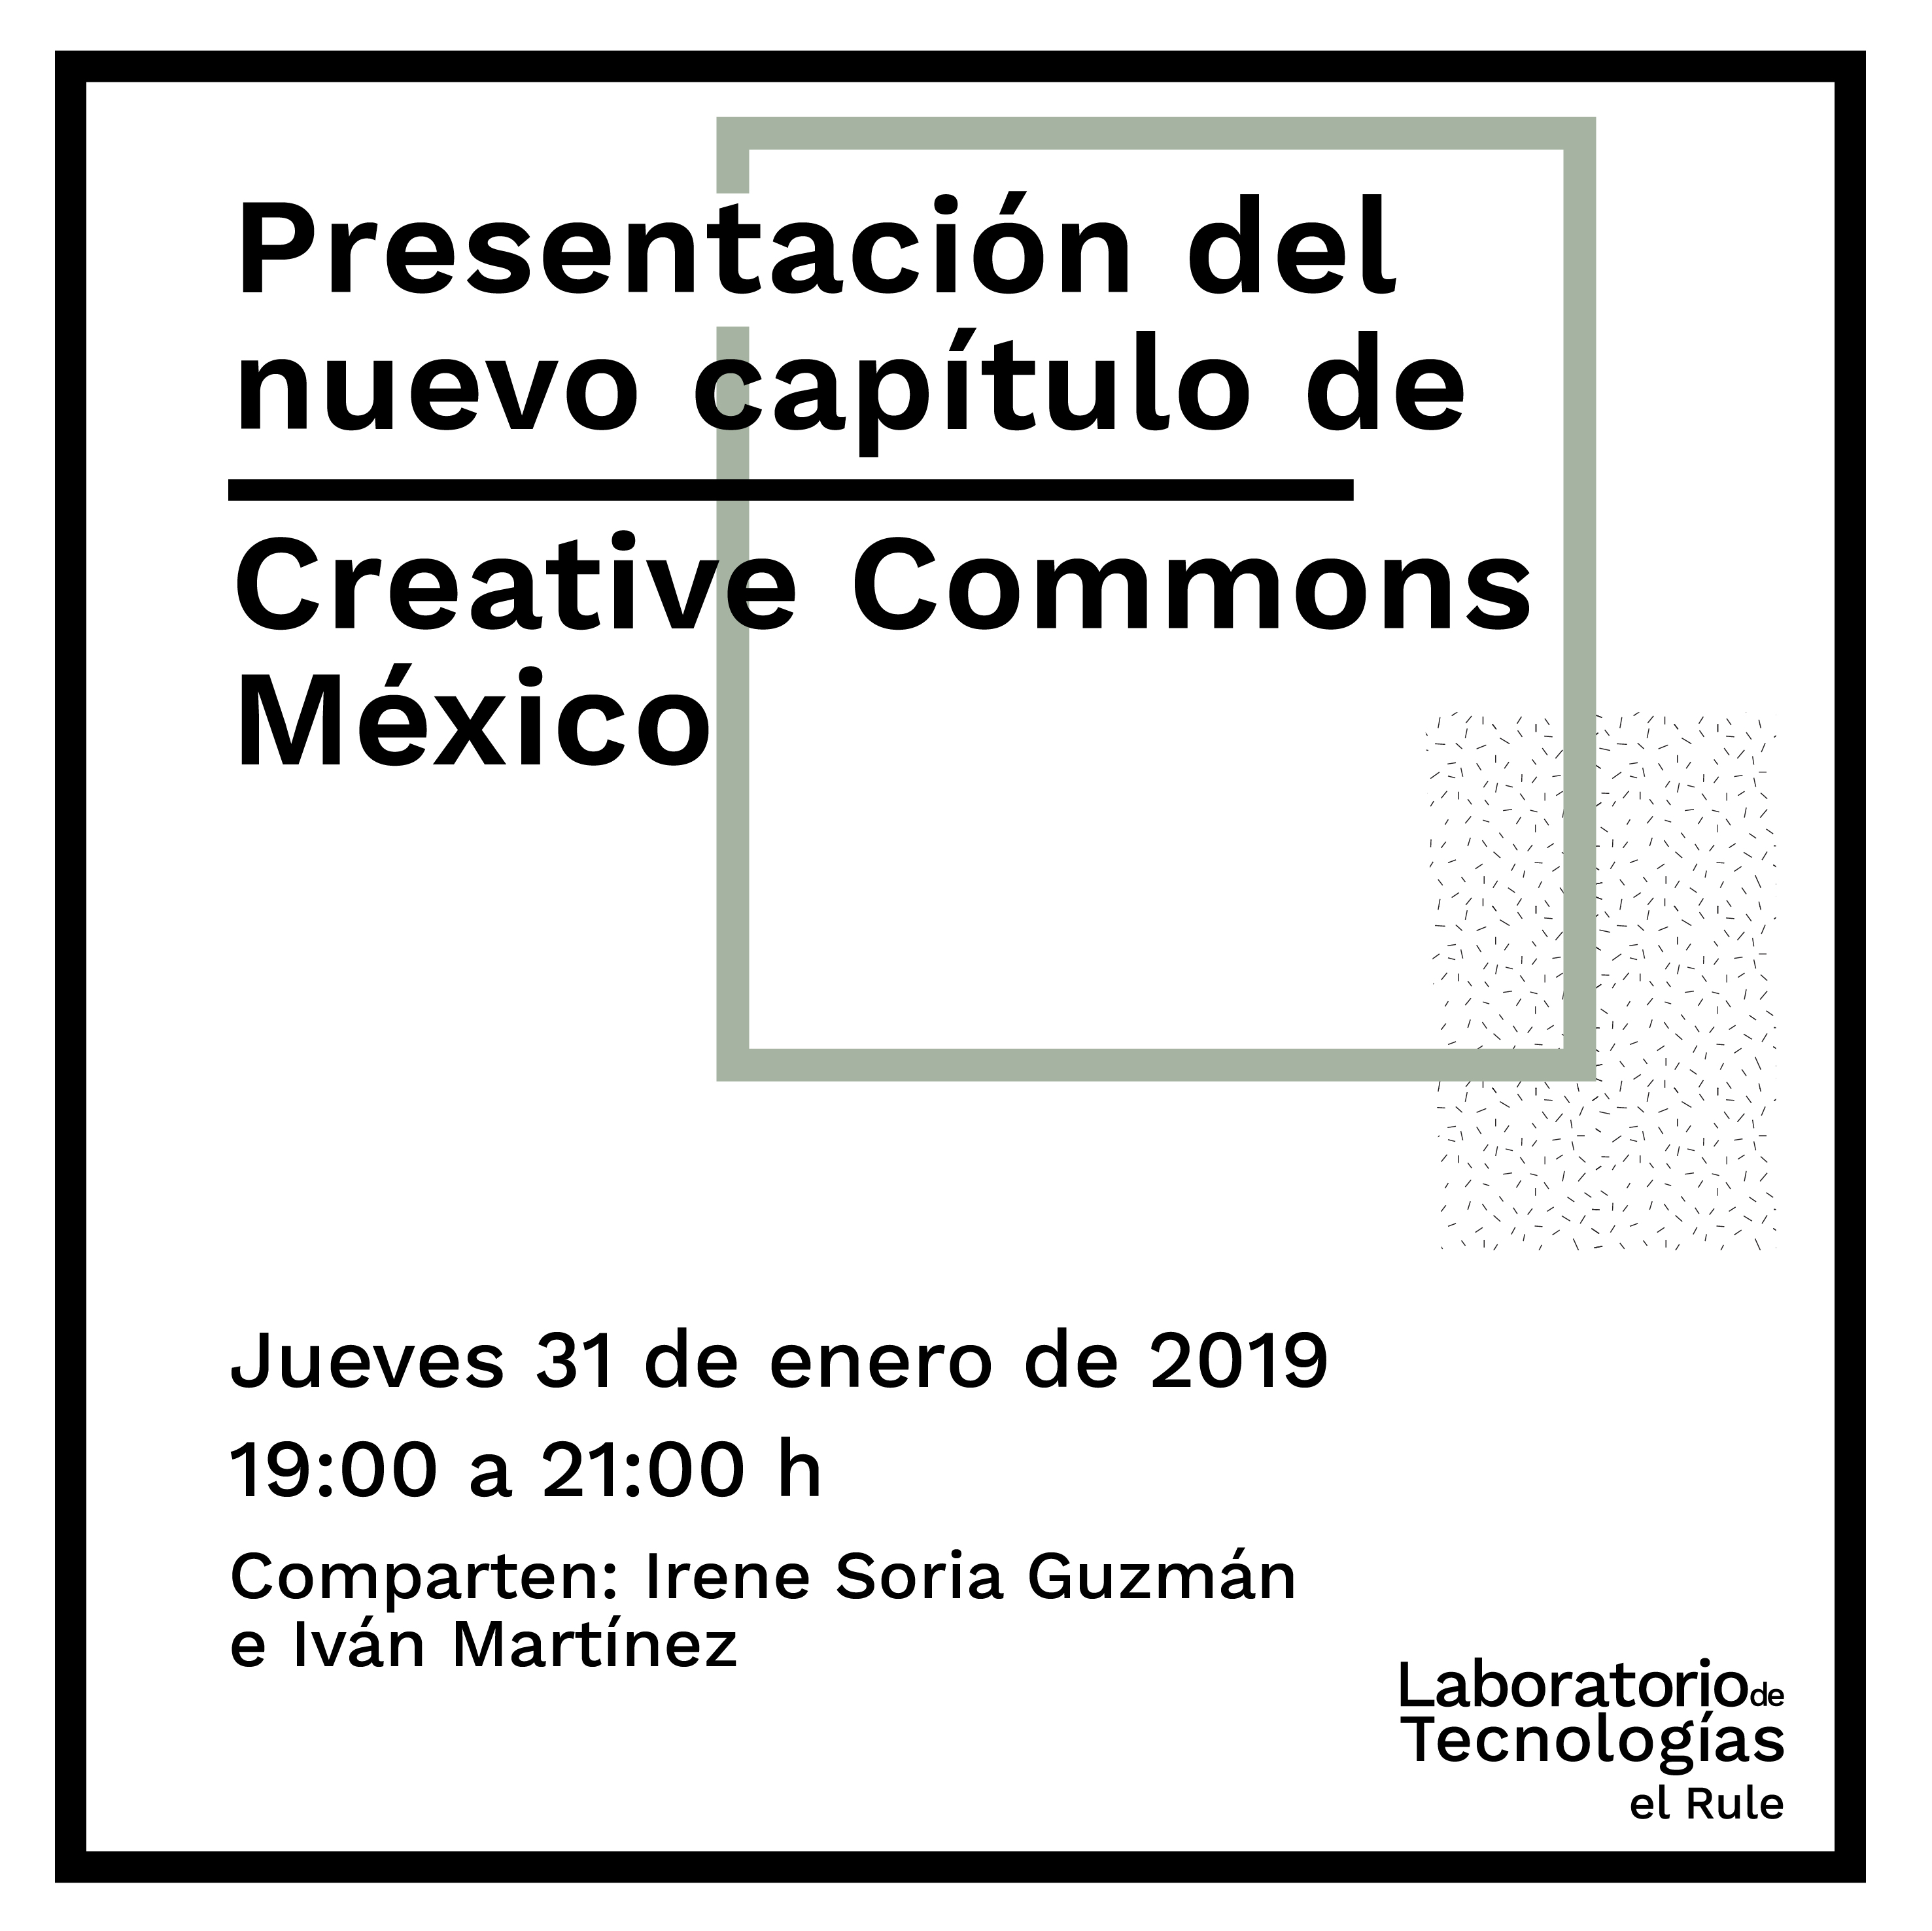 Presentación del
nuevo capítulo de
Creative Commons
México
Jueves 31 de enero de 2019
19:00 a 21:00 h
Comparten: Irene Soria Guzmán
e Iván Martínez
Laboratorio de
Tecnologías
el Rule